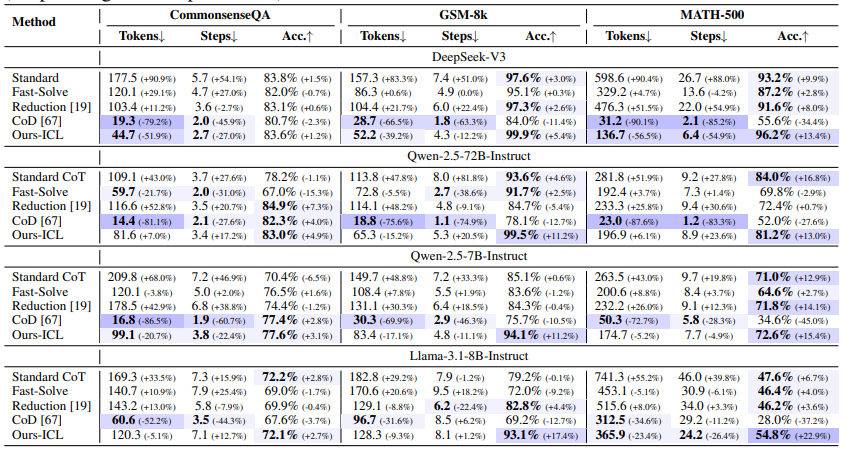 Method CommonsenseQA GSM-8k MATH-500
Tokens↓ Steps↓ Acc.↑ Tokens↓ Steps↓ Acc.↑ Tokens↓ Steps↓ Acc.↑
DeepSeek-V3
Standard 177.5 (+90.9%) 5.7 (+54.1%) 83.8% (+1.5%) 157.3 (+83.3%) 7.4 (+51.0%) 97.6% (+3.0%) 598.6 (+90.4%) 26.7 (+88.0%) 93.2% (+9.9%)
Fast-Solve 120.1 (+29.1%) 4.7 (+27.0%) 82.0% (-0.7%) 86.3 (+0.6%) 4.9 (0.0%) 95.1% (+0.3%) 329.2 (+4.7%) 13.6 (-4.2%) 87.2% (+2.8%)
Reduction [19] 103.4 (+11.2%) 3.6 (-2.7%) 83.1% (+0.6%) 104.4 (+21.7%) 6.0 (+22.4%) 97.3% (+2.6%) 476.3 (+51.5%) 22.0 (+54.9%) 91.6% (+8.0%)
CoD [67] 19.3 (-79.2%) 2.0 (-45.9%) 80.7% (-2.3%) 28.7 (-66.5%) 1.8 (-63.3%) 84.0% (-11.4%) 31.2 (-90.1%) 2.1 (-85.2%) 55.6% (-34.4%)
Ours-ICL 44.7 (-51.9%) 2.7 (-27.0%) 83.6% (+1.2%) 52.2 (-39.2%) 4.3 (-12.2%) 99.9% (+5.4%) 136.7 (-56.5%) 6.4 (-54.9%) 96.2% (+13.4%)
Qwen-2.5-72B-Instruct
Standard CoT 109.1 (+43.0%) 3.7 (+27.6%) 78.2% (-1.1%) 113.8 (+47.8%) 8.0 (+81.8%) 93.6% (+4.6%) 281.8 (+51.9%) 9.2 (+27.8%) 84.0% (+16.8%)
Fast-Solve 59.7 (-21.7%) 2.0 (-31.0%) 67.0% (-15.3%) 72.8 (-5.5%) 2.7 (-38.6%) 91.7% (+2.5%) 192.4 (+3.7%) 7.3 (+1.4%) 69.8% (-2.9%)
Reduction [19] 116.6 (+52.8%) 3.5 (+20.7%) 84.9% (+7.3%) 114.1 (+48.2%) 4.8 (-9.1%) 84.7% (-5.4%) 233.3 (+25.8%) 9.4 (+30.6%) 72.4% (+0.7%)
CoD [67] 14.4 (-81.1%) 2.1 (-27.6%) 82.3% (+4.0%) 18.8 (-75.6%) 1.1 (-74.9%) 78.1% (-12.7%) 23.0 (-87.6%) 1.2 (-83.3%) 52.0% (-27.6%)
Ours-ICL 81.6 (+7.0%) 3.4 (+17.2%) 83.0% (+4.9%) 65.3 (-15.2%) 5.3 (+20.5%) 99.5% (+11.2%) 196.9 (+6.1%) 8.9 (+23.6%) 81.2% (+13.0%)
Qwen-2.5-7B-Instruct
Standard CoT 209.8 (+68.0%) 7.2 (+46.9%) 70.4% (-6.5%) 149.7 (+48.8%) 7.2 (+33.3%) 85.1% (+0.6%) 263.5 (+43.0%) 9.7 (+19.8%) 71.0% (+12.9%)
Fast-Solve 120.1 (-3.8%) 5.0 (+2.0%) 76.5% (+1.6%) 108.4 (+7.8%) 5.5 (+1.9%) 83.6% (-1.2%) 200.6 (+8.8%) 8.4 (+3.7%) 64.6% (+2.7%)
Reduction [19] 178.5 (+42.9%) 6.8 (+38.8%) 74.4% (-1.2%) 131.1 (+30.3%) 6.4 (+18.5%) 84.3% (-0.4%) 232.2 (+26.0%) 9.1 (+12.3%) 71.8% (+14.1%)
CoD [67] 16.8 (-86.5%) 1.9 (-60.7%) 77.4% (+2.8%) 30.3 (-69.9%) 2.9 (-46.3%) 75.7% (-10.5%) 50.3 (-72.7%) 5.8 (-28.3%) 34.6% (-45.0%)
Ours-ICL 99.1 (-20.7%) 3.8 (-22.4%) 77.6% (+3.1%) 83.4 (-17.1%) 4.8 (-11.1%) 94.1% (+11.2%) 174.7 (-5.2%) 7.7 (-4.9%) 72.6% (+15.4%)
Llama-3.1-8B-Instruct
Standard CoT 169.3 (+33.5%) 7.3 (+15.9%) 72.2% (+2.8%) 182.8 (+29.2%) 7.9 (-1.2%) 79.2% (-0.1%) 741.3 (+55.2%) 46.0 (+39.8%) 47.6% (+6.7%)
Fast-Solve 140.7 (+10.9%) 7.9 (+25.4%) 69.0% (-1.7%) 170.6 (+20.6%) 9.5 (+18.2%) 72.0% (-9.2%) 453.1 (-5.1%) 30.9 (-6.1%) 46.4% (+4.0%)
Reduction [19] 143.2 (+13.0%) 5.8 (-7.9%) 69.9% (-0.4%) 129.1 (-8.8%) 6.2 (-22.4%) 82.8% (+4.4%) 515.6 (+8.0%) 34.0 (+3.3%) 46.2% (+3.6%)
CoD [67] 60.6 (-52.2%) 3.5 (-44.3%) 67.6% (-3.7%) 96.7 (-31.6%) 8.5 (+6.2%) 69.2% (-12.7%) 312.5 (-34.6%) 29.2 (-11.2%) 28.0% (-37.2%)
Ours-ICL 120.3 (-5.1%) 7.1 (+12.7%) 72.1% (+2.7%) 128.3 (-9.3%) 8.1 (+1.2%) 93.1% (+17.4%) 365.9 (-23.4%) 24.2 (-26.4%) 54.8% (+22.9%)